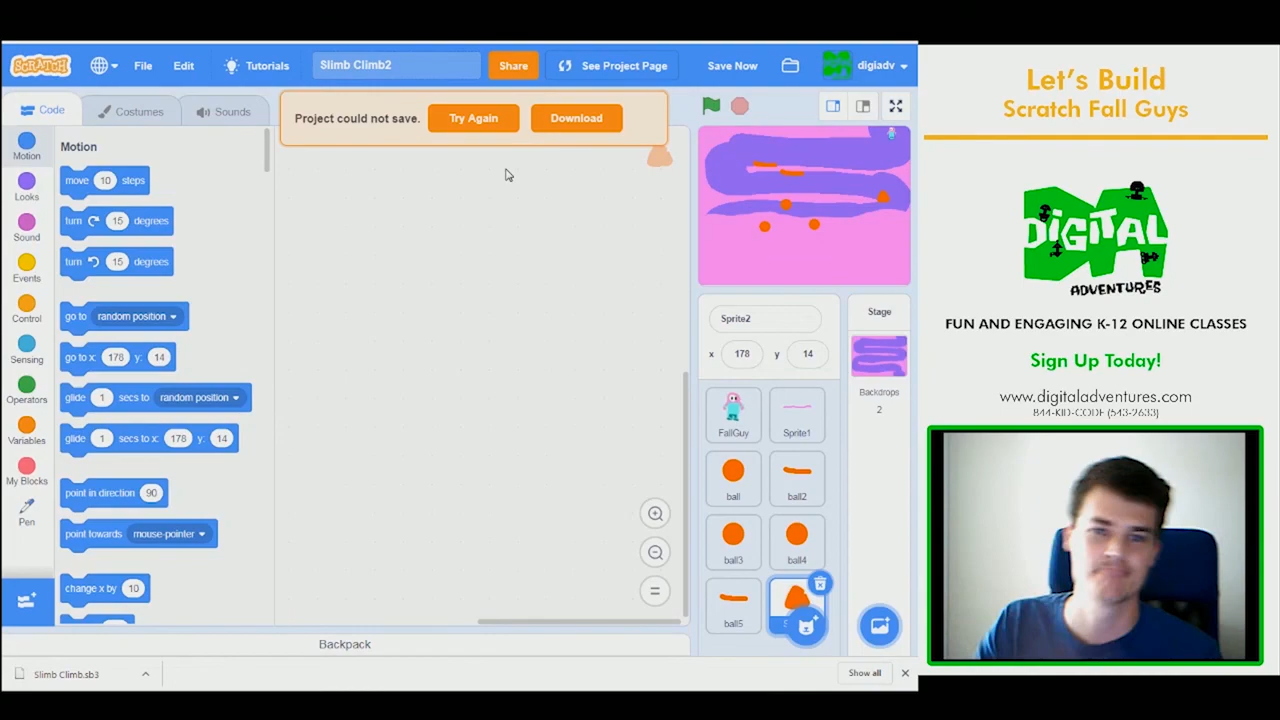 SCRATCH
File
Edit
Tutorials
Slimb Climb2
Share
See Project Page
Save Now
digiadv
Code
Costumes
Sounds
Project could not save.
Try Again
Download
Motion
Looks
Sound
Events
Control
Sensing
Operators
Variables
My Blocks
Pen
Motion
move 10 steps
turn 15 degrees
turn 15 degrees
go to random position
go to x: 178 y: 14
glide 1 secs to random position
glide 1 secs to x: 178 y: 14
point in direction 90
point towards mouse-pointer
change x by 10
Sprite2
x 178 y 14
Stage
Backdrops
2
FallGuy
Sprite1
ball
ball2
ball3
ball4
ball5
Backpack
Slimb Climb.sb3
Show all
Let's Build
Scratch Fall Guys
DIGITAL
ADVENTURES
FUN AND ENGAGING K-12 ONLINE CLASSES
Sign Up Today!
www.digitaladventures.com
844-KID-CODE (543-2633)